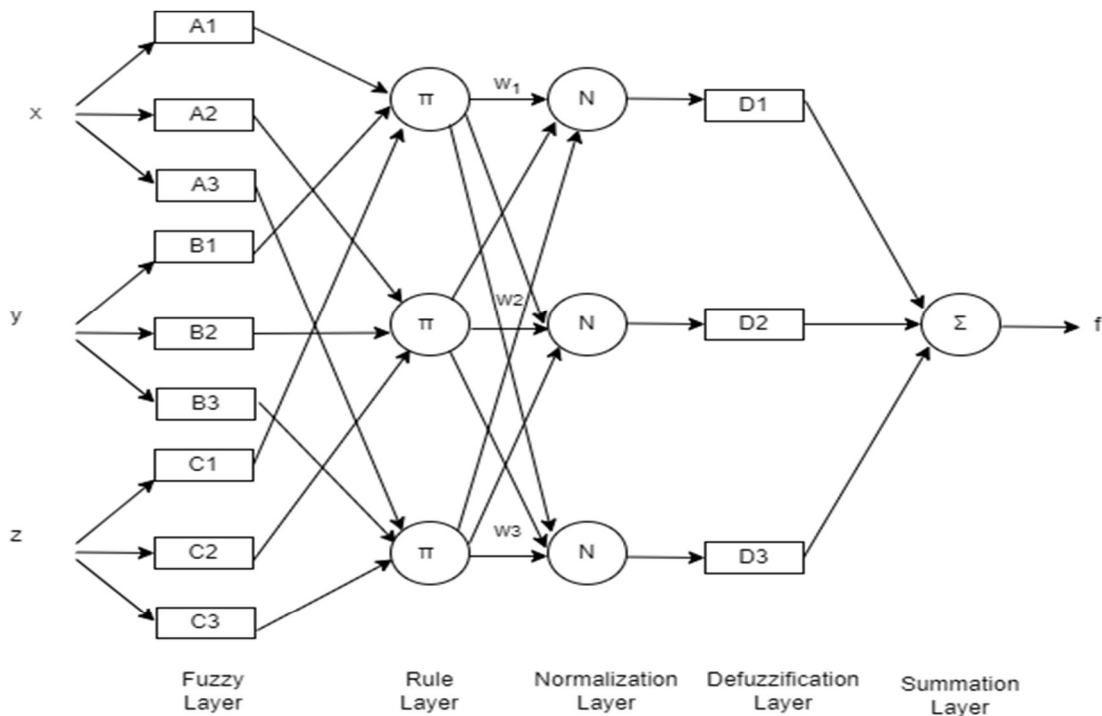 A1
A2
A3
B1
B2
B3
C1
C2
C3
x
y
z
π
π
π
w₁
w2
w3
N
N
N
D1
D2
D3
Σ
f
Fuzzy
Layer
Rule
Layer
Normalization
Layer
Defuzzification
Layer
Summation
Layer